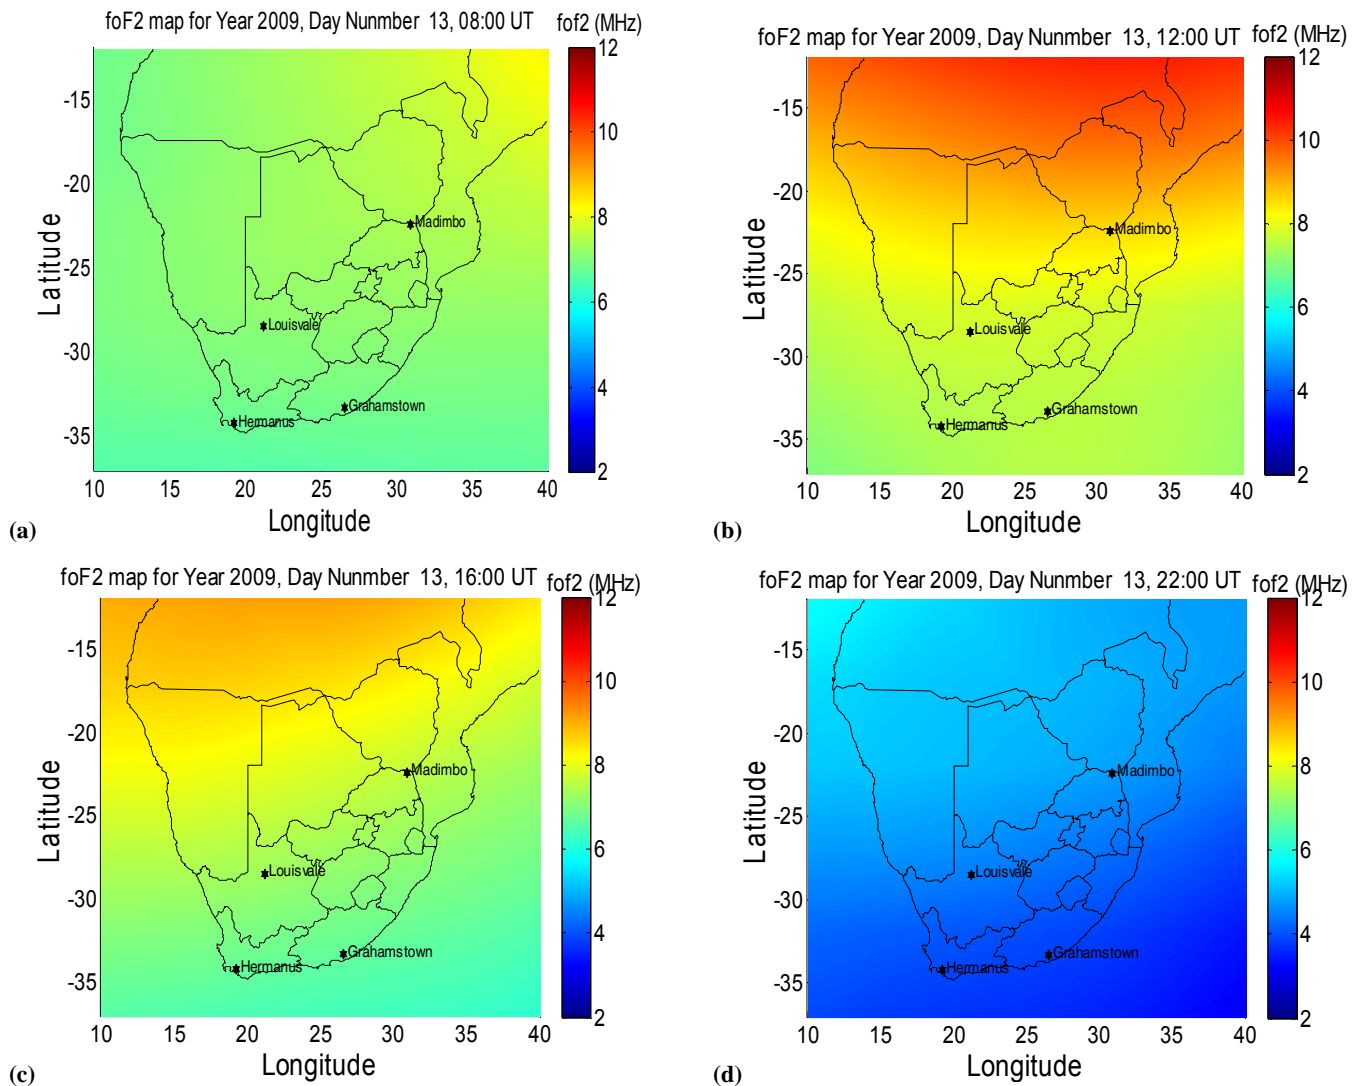 foF2 map for Year 2009, Day Nunmber 13, 08:00 UT
fof2 (MHz)
12
10
8
6
4
2
-15
-20
-25
-30
-35
Latitude
Madimbo
Louisvale
Grahamstown
Hermanus
10 15 20 25 30 35 40
Longitude
(a)
foF2 map for Year 2009, Day Nunmber 13, 12:00 UT
fof2 (MHz)
12
10
8
6
4
2
-15
-20
-25
-30
-35
Latitude
Madimbo
Louisvale
Grahamstown
Hermanus
10 15 20 25 30 35 40
Longitude
(b)
foF2 map for Year 2009, Day Nunmber 13, 16:00 UT
fof2 (MHz)
12
10
8
6
4
2
-15
-20
-25
-30
-35
Latitude
Madimbo
Louisvale
Grahamstown
Hermanus
10 15 20 25 30 35 40
Longitude
(c)
foF2 map for Year 2009, Day Nunmber 13, 22:00 UT
fof2 (MHz)
12
10
8
6
4
2
-15
-20
-25
-30
-35
Latitude
Madimbo
Louisvale
Grahamstown
Hermanus
10 15 20 25 30 35 40
Longitude
(d)